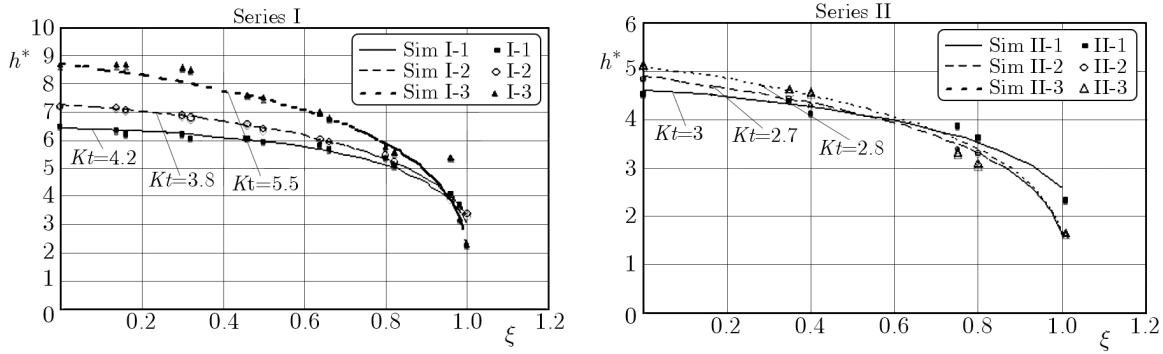 Series I
h*
10
9
8
7
6
5
4
3
2
1
0
0.2
0.4
0.6
0.8
1.0
1.2
ξ
Sim I-1 I-1
Sim I-2 I-2
Sim I-3 I-3
Kt=4.2
Kt=3.8
Kt=5.5
Series II
h*
6
5
4
3
2
1
0
0.2
0.4
0.6
0.8
1.0
1.2
ξ
Sim II-1 II-1
Sim II-2 II-2
Sim II-3 II-3
Kt=3
Kt=2.7
Kt=2.8